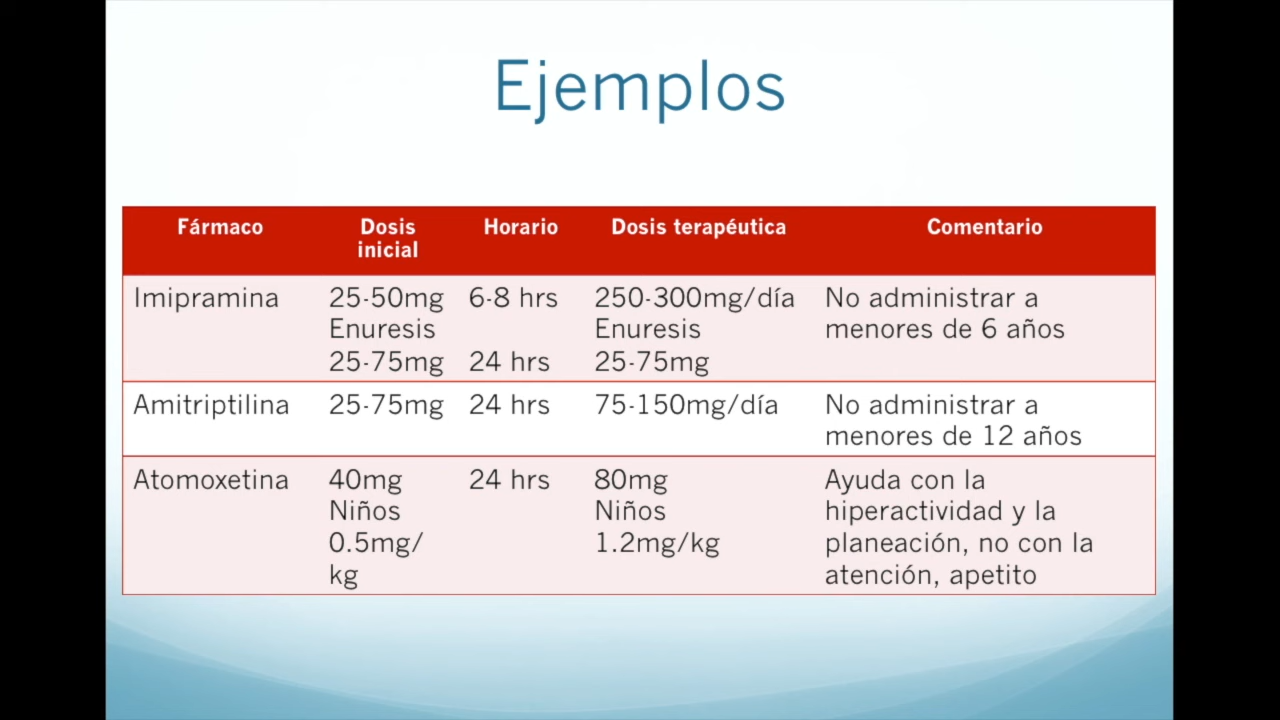 Ejemplos
Fármaco Dosis inicial Horario Dosis terapéutica Comentario
Imipramina 25-50mg 6-8 hrs 250-300mg/día No administrar a
Enuresis Enuresis menores de 6 años
25-75mg 24 hrs 25-75mg
Amitriptilina 25-75mg 24 hrs 75-150mg/día No administrar a
menores de 12 años
Atomoxetina 40mg 24 hrs 80mg Ayuda con la
Niños Niños hiperactividad y la
0.5mg/ 1.2mg/kg planeación, no con la
kg atención, apetito